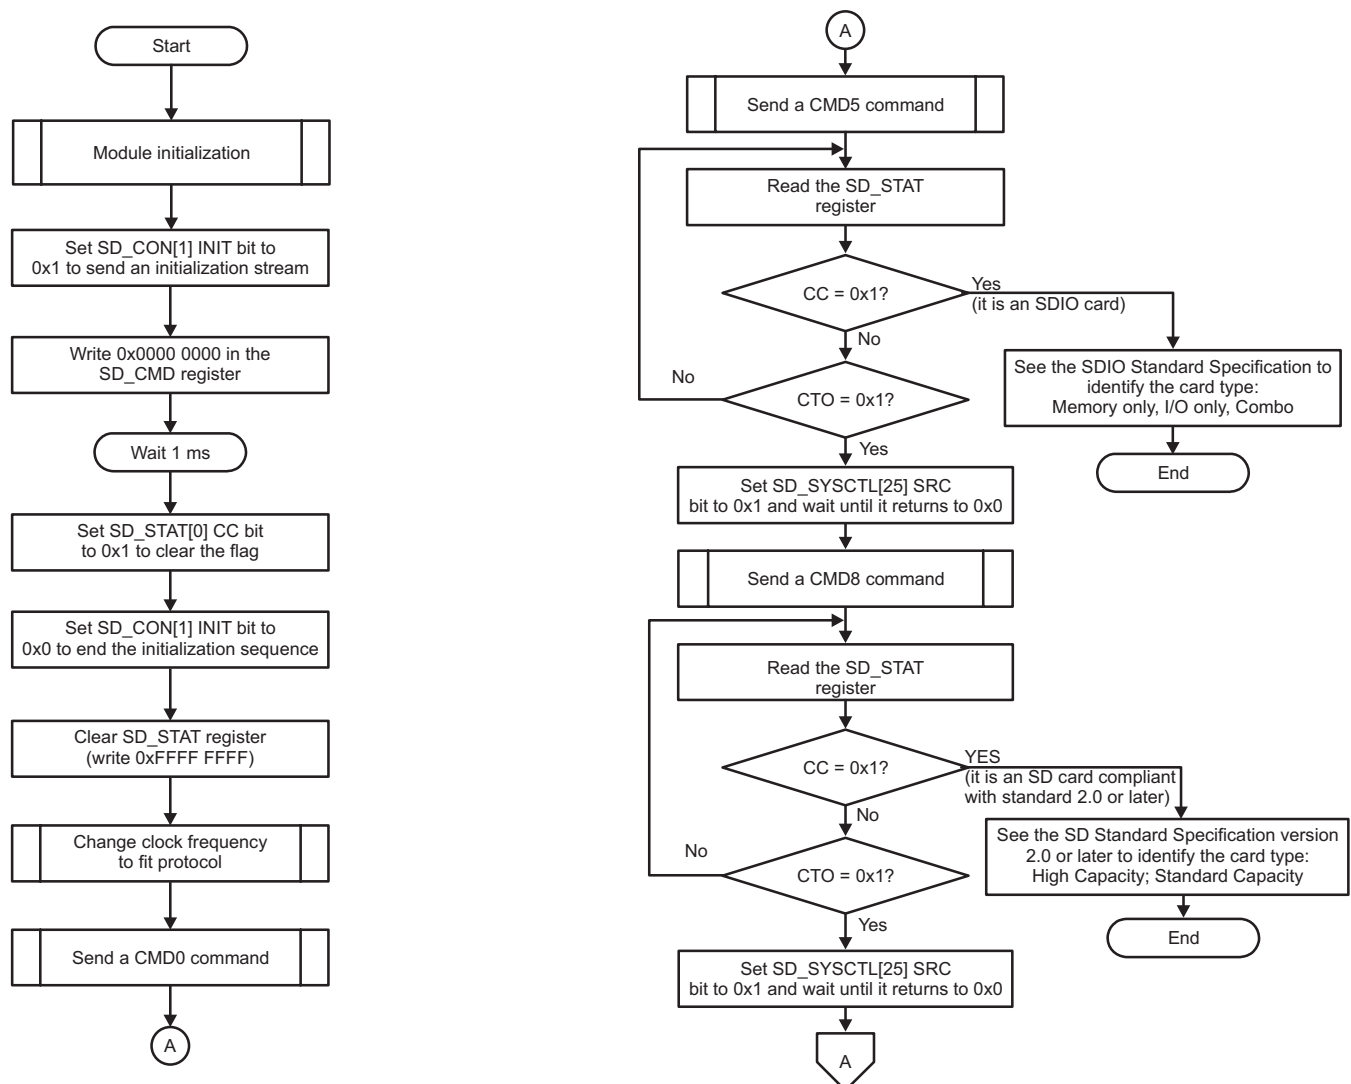 Start
Module initialization
Set SD_CON[1] INIT bit to
0x1 to send an initialization stream
Write 0x0000 0000 in the
SD_CMD register
Wait 1 ms
Set SD_STAT[0] CC bit
to 0x1 to clear the flag
Set SD_CON[1] INIT bit to
0x0 to end the initialization sequence
Clear SD_STAT register
(write 0xFFFF FFFF)
Change clock frequency
to fit protocol
Send a CMD0 command
A
A
Send a CMD5 command
Read the SD_STAT
register
CC = 0x1?
Yes
(it is an SDIO card)
No
See the SDIO Standard Specification to
identify the card type:
Memory only, I/O only, Combo
End
CTO = 0x1?
No
Yes
Set SD_SYSCTL[25] SRC
bit to 0x1 and wait until it returns to 0x0
Send a CMD8 command
Read the SD_STAT
register
CC = 0x1?
YES
(it is an SD card compliant
with standard 2.0 or later)
No
See the SD Standard Specification version
2.0 or later to identify the card type:
High Capacity; Standard Capacity
End
CTO = 0x1?
No
Yes
Set SD_SYSCTL[25] SRC
bit to 0x1 and wait until it returns to 0x0
A